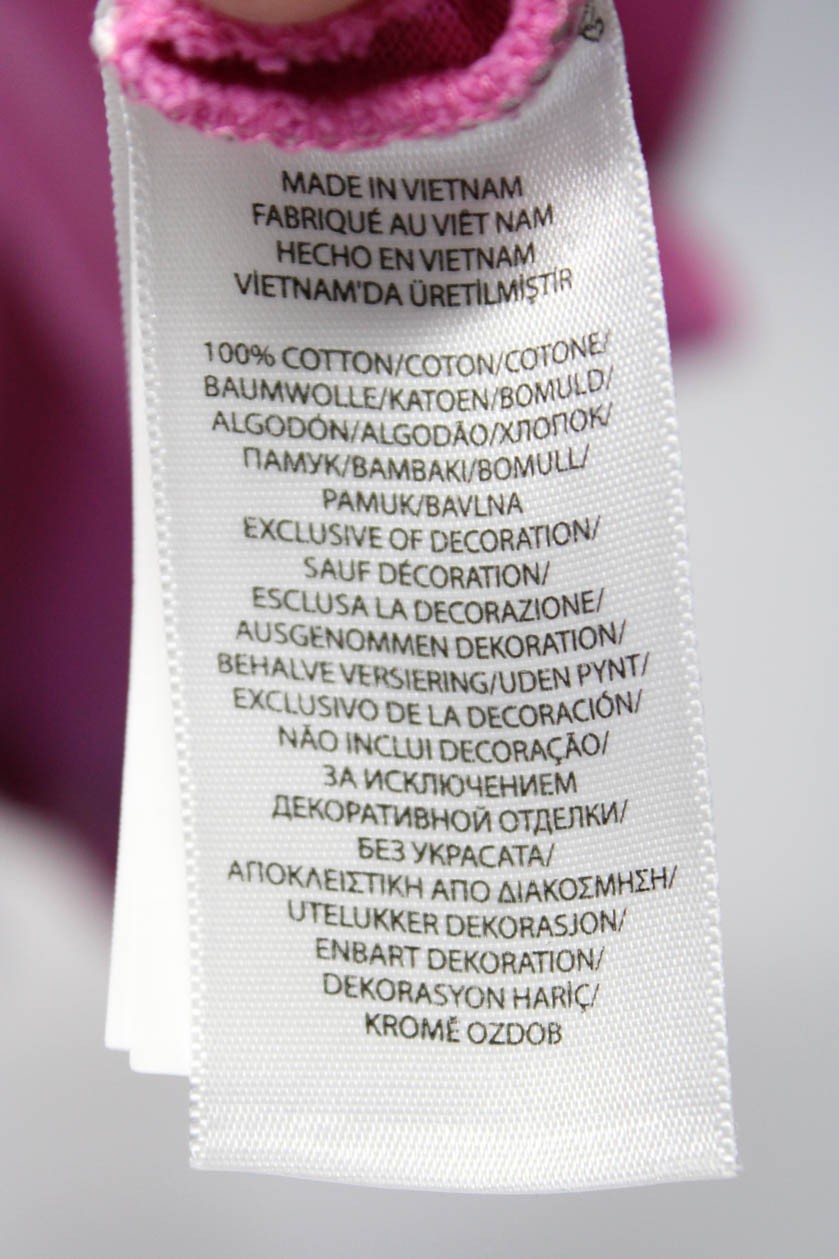 MADE IN VIETNAM
FABRIQUÉ AU VIÊT NAM
HECHO EN VIETNAM
VİETNAM'DA ÜRETİLMİŞTİR
100% COTTON/COTON/COTONE/
BAUMWOLLE/KATOEN/BOMULD/
ALGODÓN/ALGODÃO/ХЛОПОК/
ПАМУК/BAMBAKI/BOMULL/
PAMUK/BAVLNA
EXCLUSIVE OF DECORATION/
SAUF DÉCORATION/
ESCLUSA LA DECORAZIONE/
AUSGENOMMEN DEKORATION/
BEHALVE VERSIERING/UDEN PYNT/
EXCLUSIVO DE LA DECORACIÓN/
NÃO INCLUI DECORAÇÃO/
ЗА ИСКЛЮЧЕНИЕМ
ДЕКОРАТИВНОЙ ОТДЕЛКИ/
БЕЗ УКРАСАТА/
ΑΠΟΚΛΕΙΣΤΙΚΗ ΑΠΟ ΔΙΑΚΟΣΜΗΣΗ/
UTELUKKER DEKORASJON/
ENBART DEKORATION/
DEKORASYON HARİÇ/
KROMĚ OZDOB